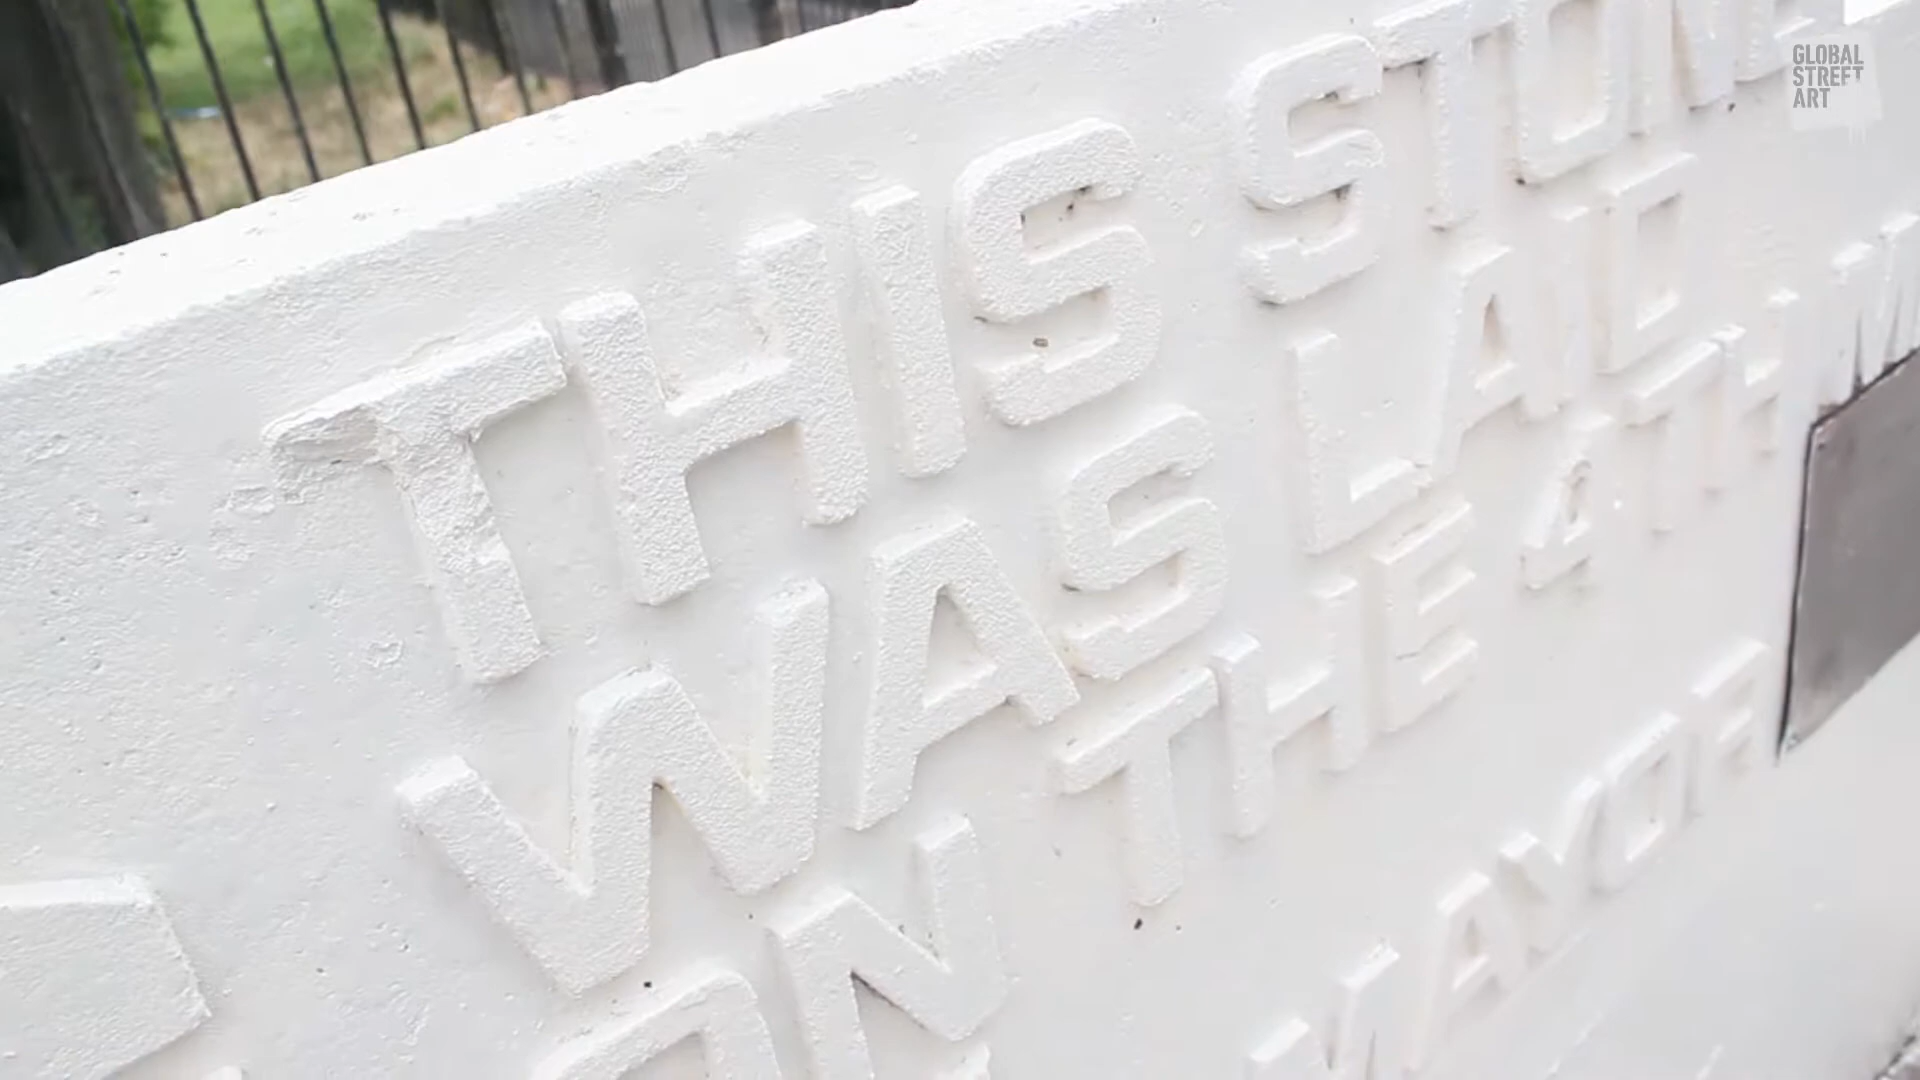 THIS STONE
WAS LAID
ON THE 4TH
MAYOR
GLOBAL
STREET
ART